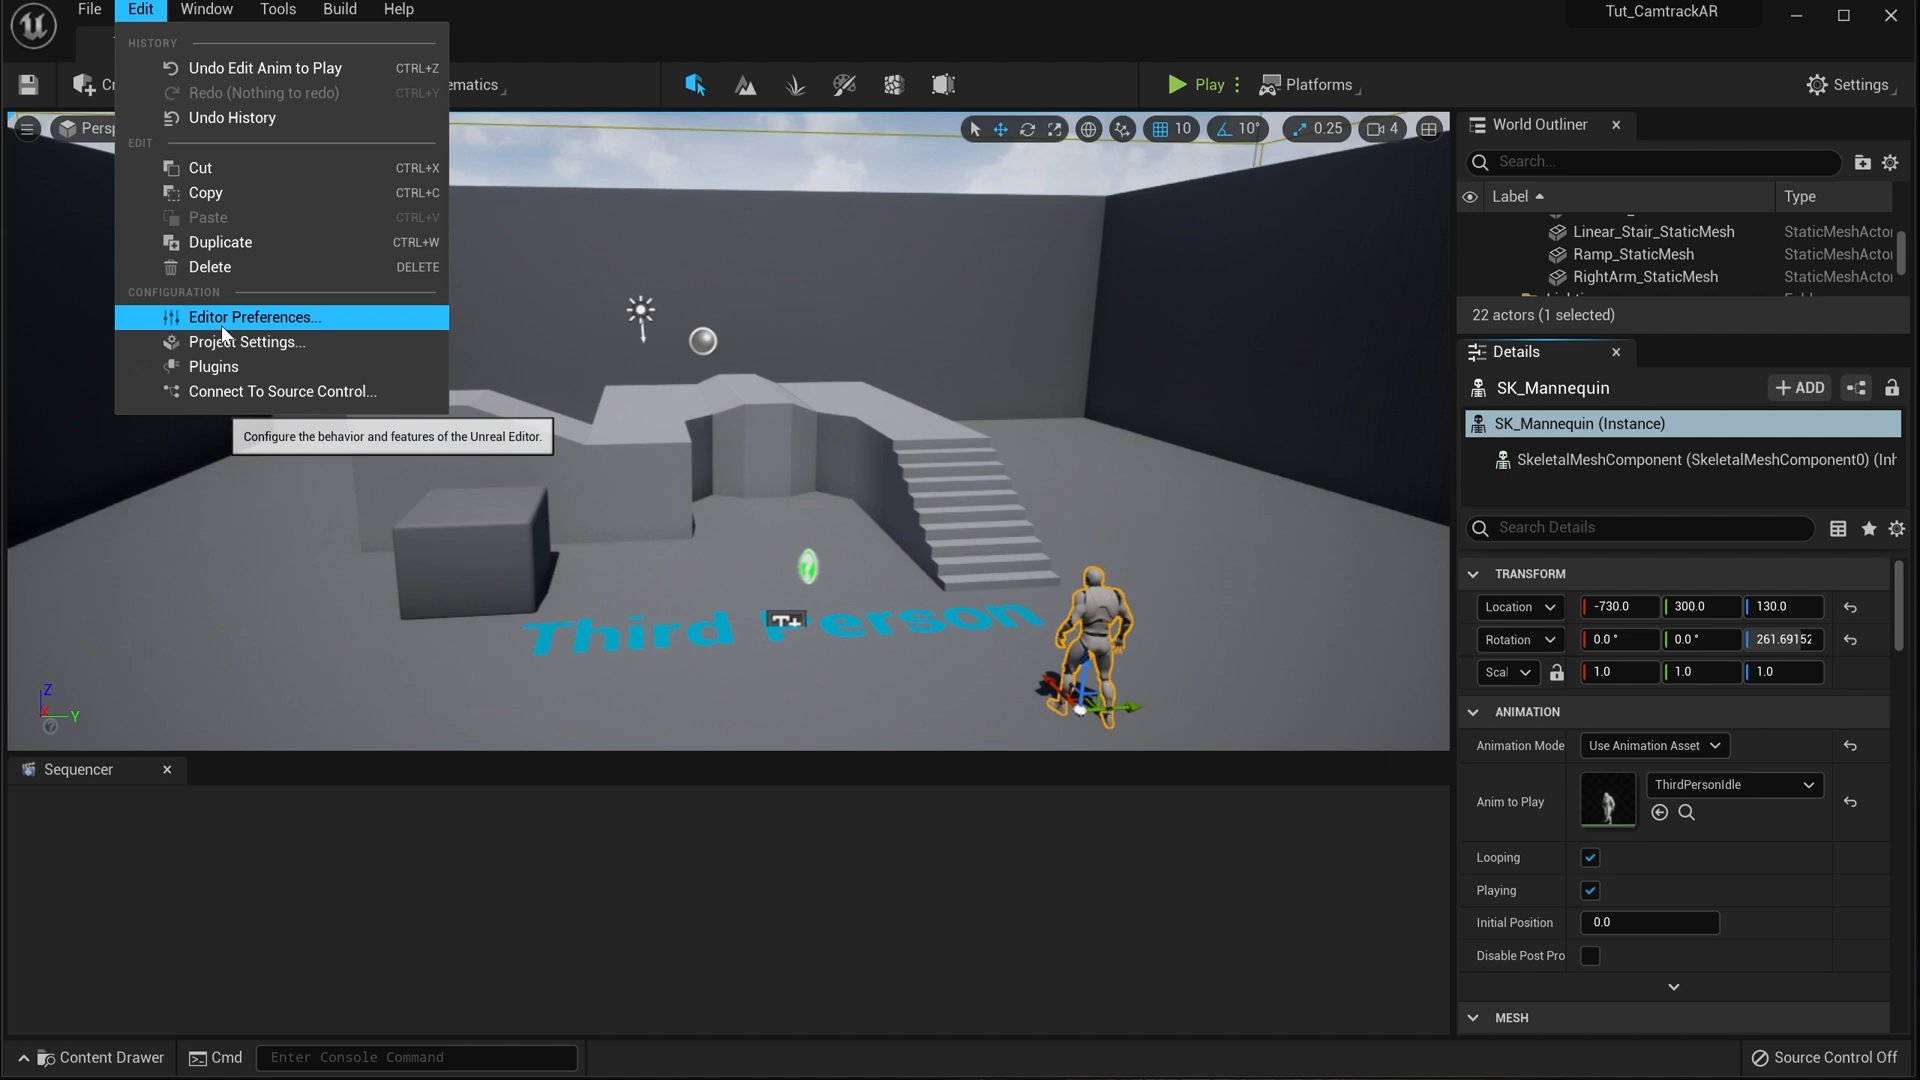 File Edit Window Tools Build Help
Tut_CamtrackAR
HISTORY
Undo Edit Anim to Play CTRL+Z
Redo (Nothing to redo) CTRL+Y
Undo History
EDIT
Cut CTRL+X
Copy CTRL+C
Paste CTRL+V
Duplicate CTRL+W
Delete DELETE
CONFIGURATION
Editor Preferences...
Project Settings...
Plugins
Connect To Source Control...
Configure the behavior and features of the Unreal Editor.
Cr
ematics
Play
Platforms
Settings
Persp
10
10°
0.25
4
Third Person
T+
Z
X
Y
World Outliner
Search...
Label
Type
Linear_Stair_StaticMesh StaticMeshActor
Ramp_StaticMesh StaticMeshActor
RightArm_StaticMesh StaticMeshActor
22 actors (1 selected)
Details
SK_Mannequin
ADD
SK_Mannequin (Instance)
SkeletalMeshComponent (SkeletalMeshComponent0) (Inh
Search Details
TRANSFORM
Location -730.0 300.0 130.0
Rotation 0.0 ° 0.0 ° 261.69152
Scal 1.0 1.0 1.0
ANIMATION
Animation Mode Use Animation Asset
Anim to Play ThirdPersonIdle
Looping
Playing
Initial Position 0.0
Disable Post Pro
MESH
Sequencer
Content Drawer
Cmd
Enter Console Command
Source Control Off